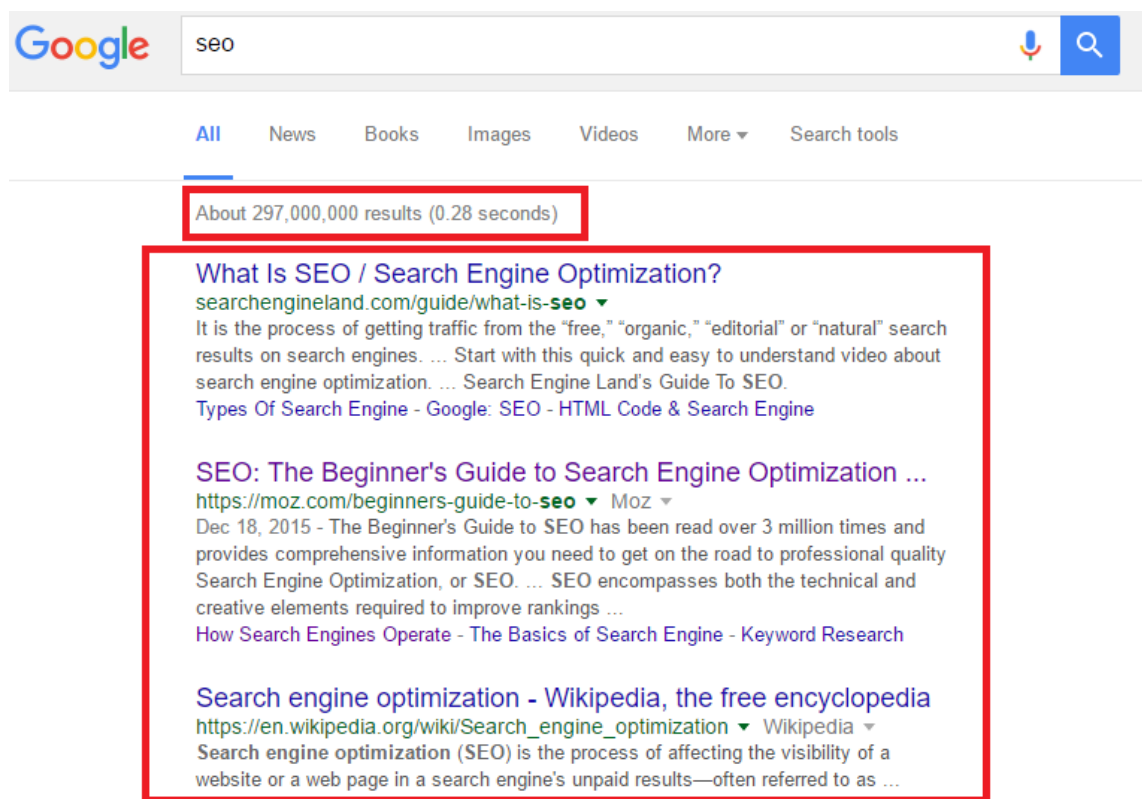 Google seo
All News Books Images Videos More Search tools
About 297,000,000 results (0.28 seconds)
What Is SEO / Search Engine Optimization?
searchengineland.com/guide/what-is-seo
It is the process of getting traffic from the “free,” “organic,” “editorial” or “natural” search
results on search engines. ... Start with this quick and easy to understand video about
search engine optimization. ... Search Engine Land's Guide To SEO.
Types Of Search Engine - Google: SEO - HTML Code & Search Engine
SEO: The Beginner's Guide to Search Engine Optimization ...
https://moz.com/beginners-guide-to-seo Moz
Dec 18, 2015 - The Beginner's Guide to SEO has been read over 3 million times and
provides comprehensive information you need to get on the road to professional quality
Search Engine Optimization, or SEO. ... SEO encompasses both the technical and
creative elements required to improve rankings ...
How Search Engines Operate - The Basics of Search Engine - Keyword Research
Search engine optimization - Wikipedia, the free encyclopedia
https://en.wikipedia.org/wiki/Search_engine_optimization Wikipedia
Search engine optimization (SEO) is the process of affecting the visibility of a
website or a web page in a search engine's unpaid results—often referred to as ...